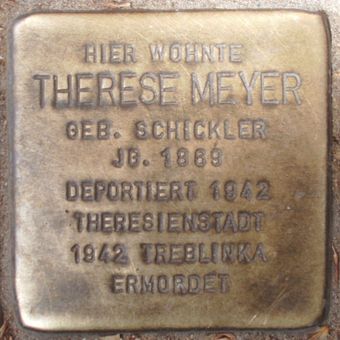 HIER WOHNTE
THERESE MEYER
GEB. SCHICKLER
JG. 1869
DEPORTIERT 1942
THERESIENSTADT
1942 TREBLINKA
ERMORDET